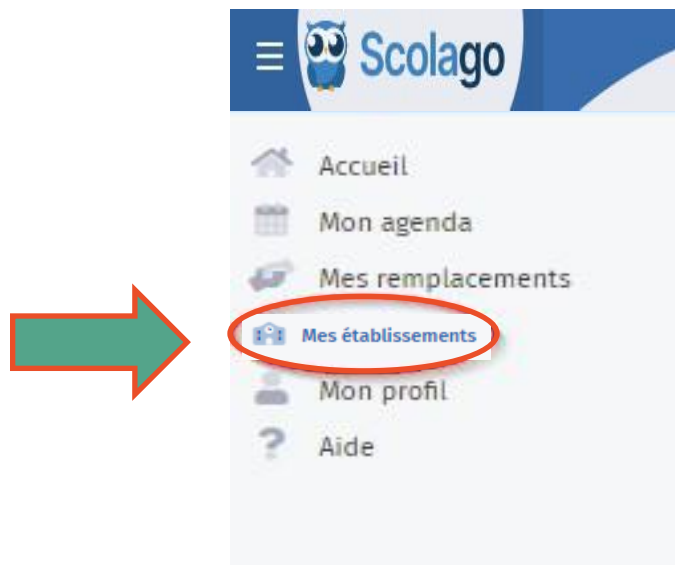 Scolago
Accueil
Mon agenda
Mes remplacements
Mes établissements
Mon profil
Aide